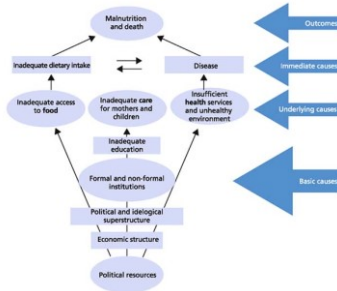 Malnutrition
and death
Outcomes
Inadequate dietary intake
Disease
Immediate causes
Inadequate access
to food
Inadequate care
for mothers and
children
Insufficient
health services
and unhealthy
environment
Underlying causes
Inadequate
education
Formal and non-formal
institutions
Basic causes
Political and idelogical
superstructure
Economic structure
Political resources